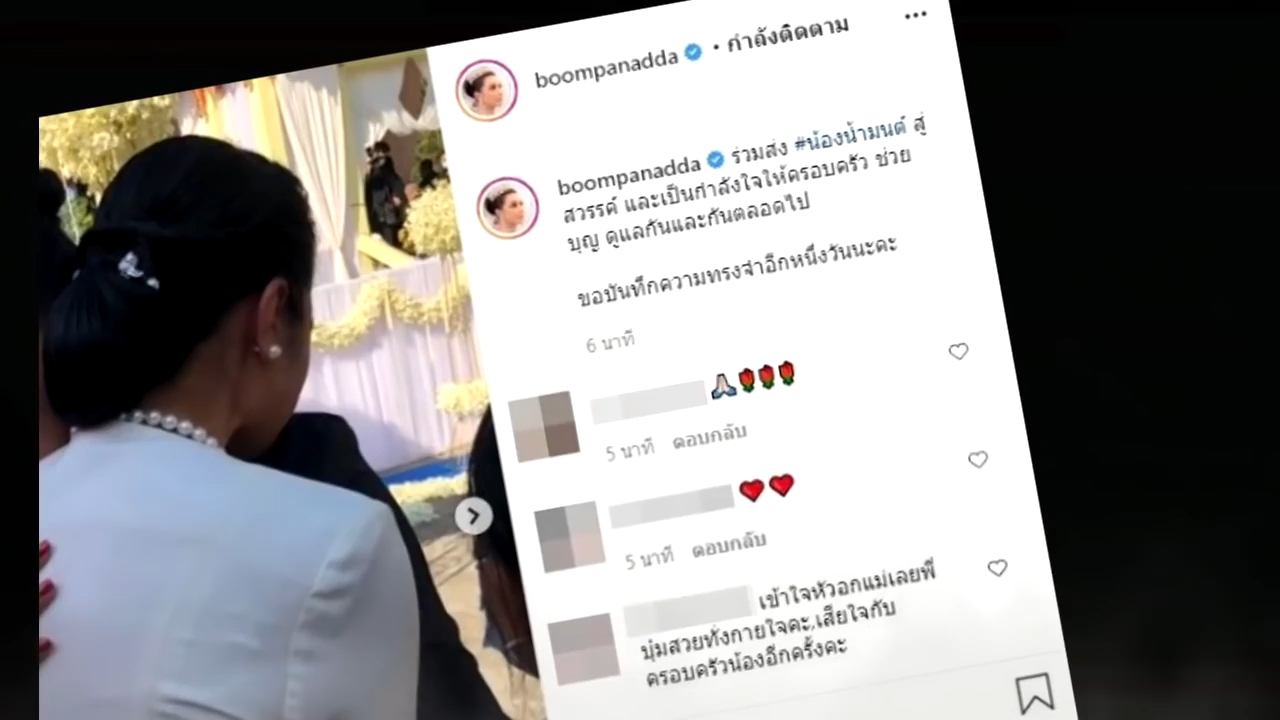 boompanadda • กำลังติดตาม
boompanadda ร่วมส่ง #น้องน้ำมนต์ สู่
สวรรค์ และเป็นกำลังใจให้ครอบครัว ช่วย
บุญ ดูแลกันและกันตลอดไป
ขอบันทึกความทรงจำอีกหนึ่งวันนะคะ
6 นาที
🙏🏻🌹🌹🌹
5 นาที ตอบกลับ
❤️❤️
5 นาที ตอบกลับ
เข้าใจหัวอกแม่เลยพี่
บุ๋มสวยทั้งกายใจคะ,เสียใจกับ
ครอบครัวน้องอีกครั้งคะ